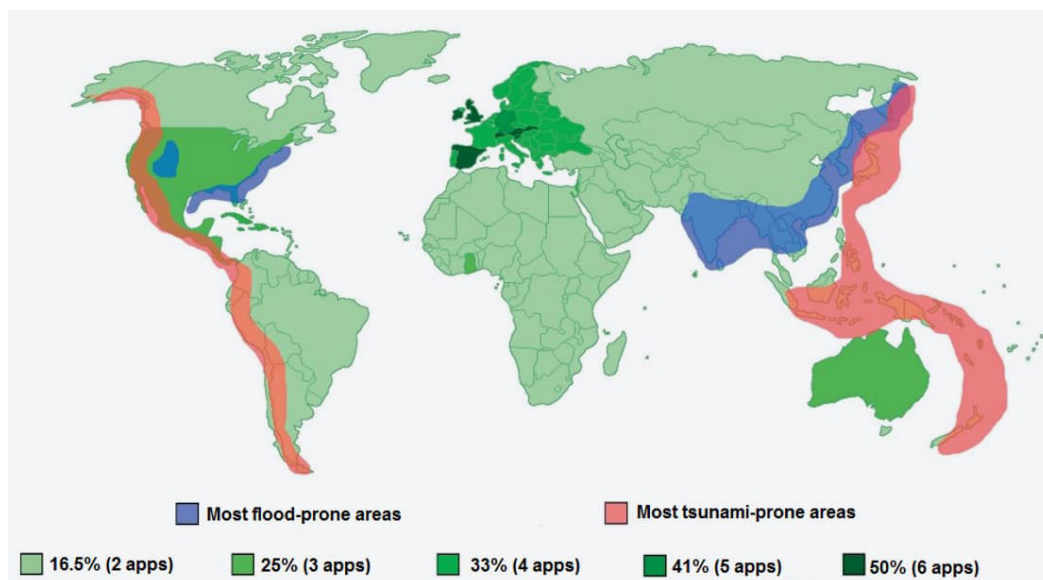 Most flood-prone areas
Most tsunami-prone areas
16.5% (2 apps)
25% (3 apps)
33% (4 apps)
41% (5 apps)
50% (6 apps)